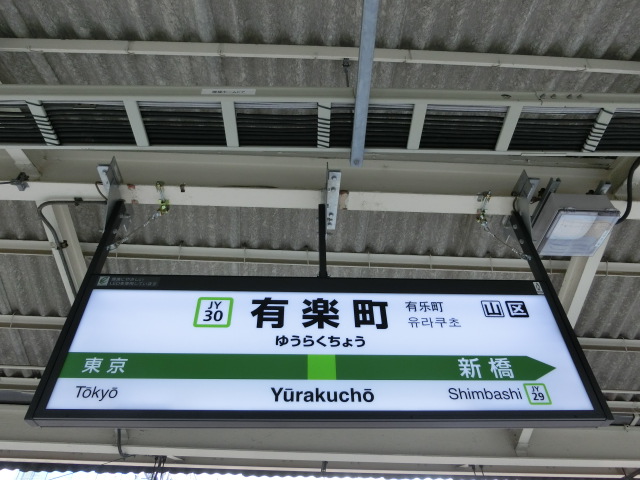 JY
30
有楽町
有乐町
유라쿠초
山 区
ゆうらくちょう
東京
新橋
Tōkyō
Yūrakuchō
Shimbashi
JY
29